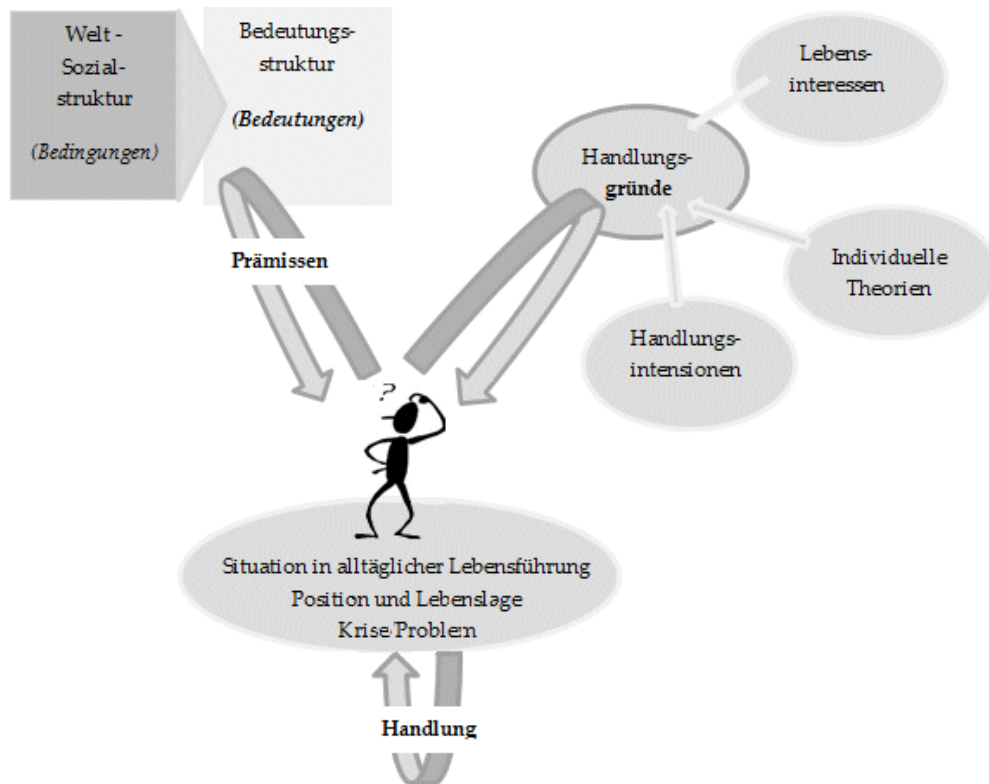 Welt -
Sozial-
struktur
(Bedingungen)
Bedeutungs-
struktur
(Bedeutungen)
Lebens-
interessen
Handlungs-
gründe
Prämissen
Individuelle
Theorien
Handlungs-
intensionen
?
Situation in alltäglicher Lebensführung
Position und Lebenslage
Krise/Problem
Handlung